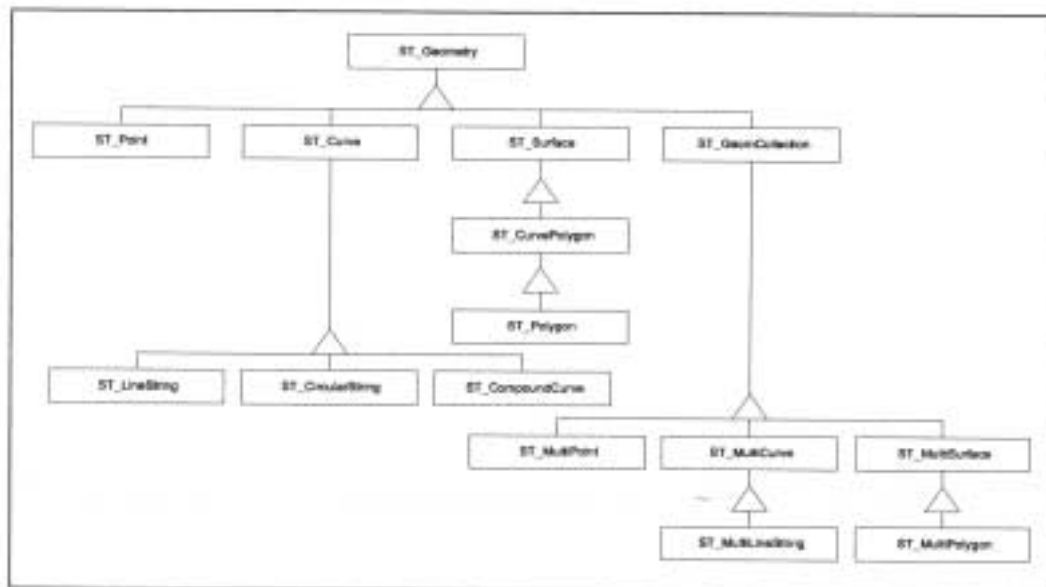 ST_Geometry
ST_Point
ST_Curve
ST_Surface
ST_GeomCollection
ST_CurvePolygon
ST_Polygon
ST_LineString
ST_CircularString
ST_CompoundCurve
ST_MultiPoint
ST_MultiCurve
ST_MultiSurface
ST_MultiLineString
ST_MultiPolygon